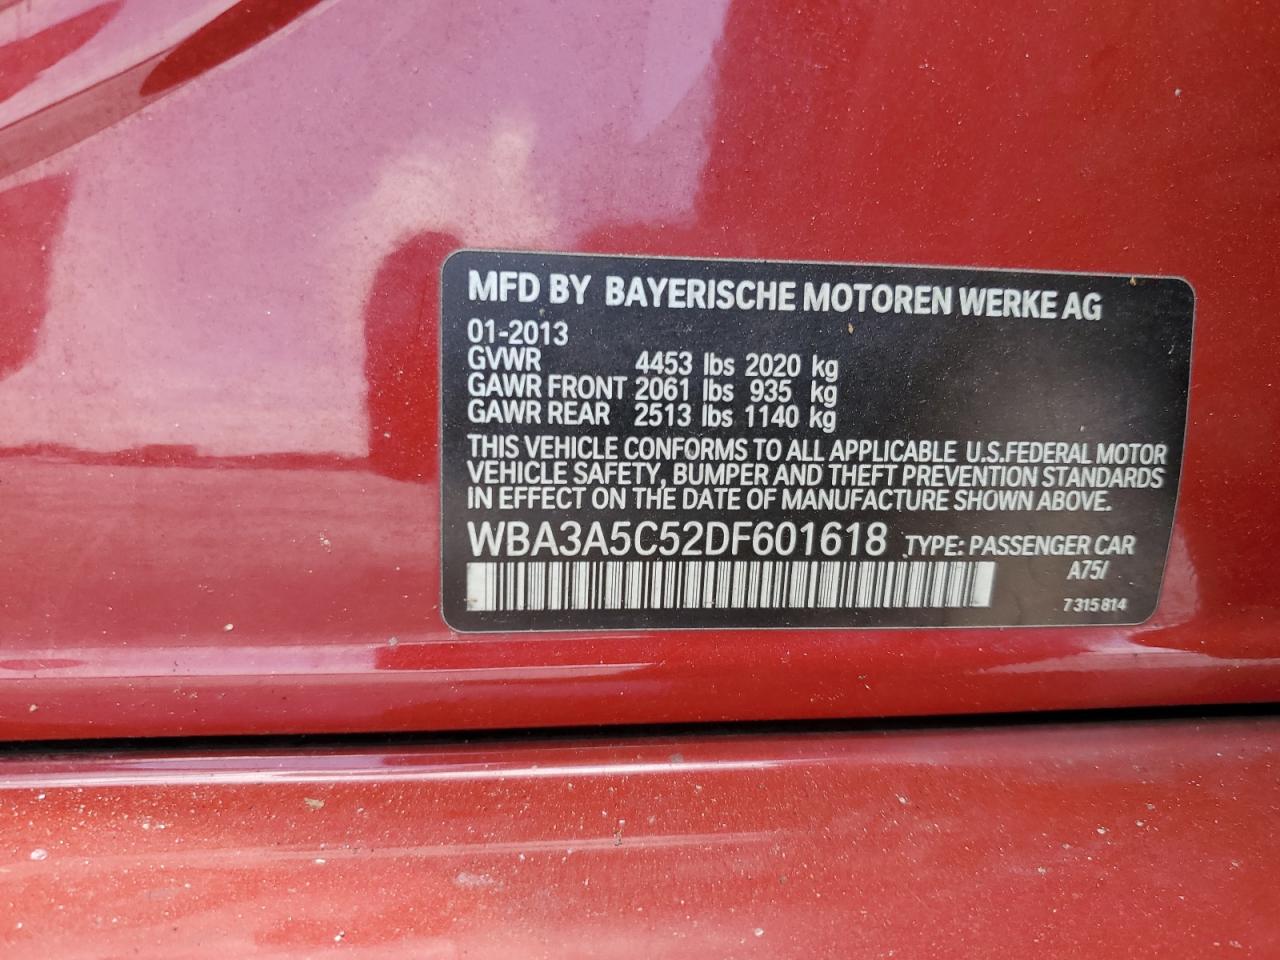 MFD BY BAYERISCHE MOTOREN WERKE AG
01-2013
GVWR 4453 lbs 2020 kg
GAWR FRONT 2061 lbs 935 kg
GAWR REAR 2513 lbs 1140 kg
THIS VEHICLE CONFORMS TO ALL APPLICABLE U.S.FEDERAL MOTOR
VEHICLE SAFETY, BUMPER AND THEFT PREVENTION STANDARDS
IN EFFECT ON THE DATE OF MANUFACTURE SHOWN ABOVE.
WBA3A5C52DF601618 TYPE: PASSENGER CAR
A75/
7 315 814